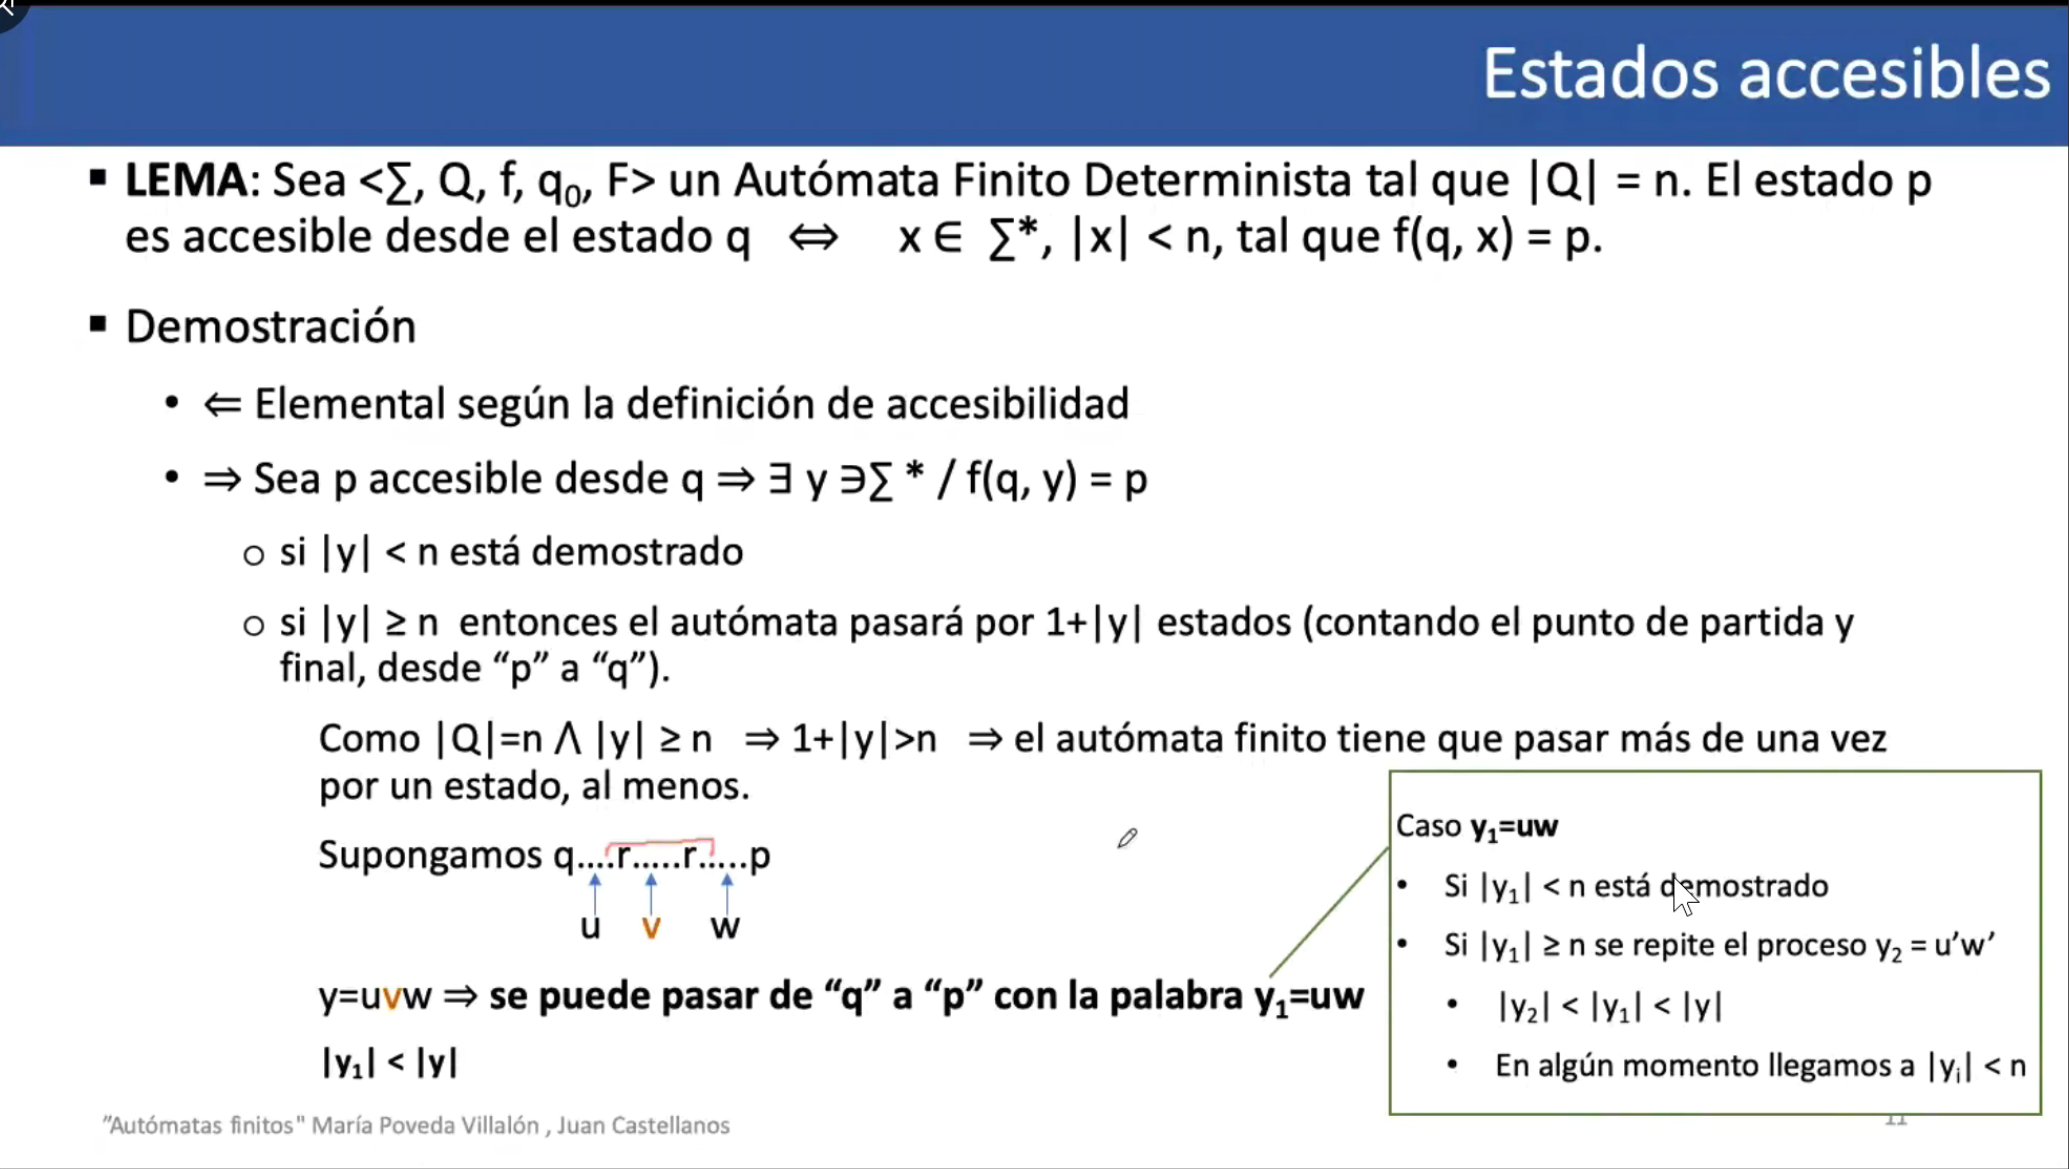 Estados accesibles
▪ LEMA: Sea <∑, Q, f, q₀, F> un Autómata Finito Determinista tal que |Q| = n. El estado p
es accesible desde el estado q ⇔ x ∈ ∑*, |x| < n, tal que f(q, x) = p.
▪ Demostración
• ⇐ Elemental según la definición de accesibilidad
• ⇒ Sea p accesible desde q ⇒ ∃ y ∋∑ * / f(q, y) = p
o si |y| < n está demostrado
o si |y| ≥ n entonces el autómata pasará por 1+|y| estados (contando el punto de partida y
final, desde “p” a “q”).
Como |Q|=n ⋀ |y| ≥ n ⇒ 1+|y|>n ⇒ el autómata finito tiene que pasar más de una vez
por un estado, al menos.
Supongamos q....r.....r.....p
u v w
y=uvw ⇒ se puede pasar de “q” a “p” con la palabra y₁=uw
|y₁| < |y|
Caso y₁=uw
• Si |y₁| < n está demostrado
• Si |y₁| ≥ n se repite el proceso y₂ = u’w’
• |y₂| < |y₁| < |y|
• En algún momento llegamos a |yᵢ| < n
”Autómatas finitos" María Poveda Villalón , Juan Castellanos
11